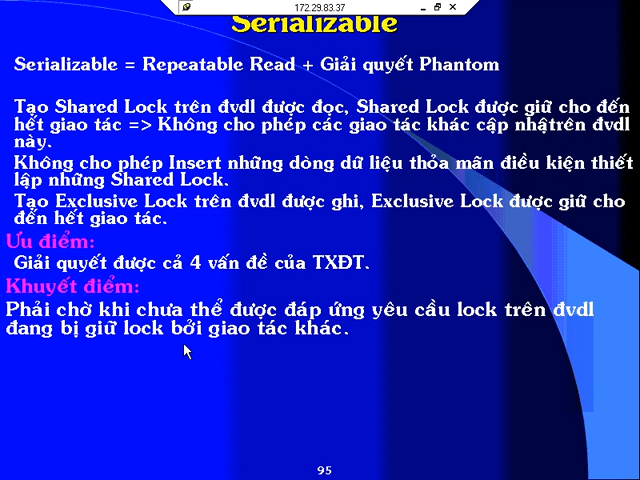 172.29.83.37
Serializable
Serializable = Repeatable Read + Giải quyết Phantom
Tạo Shared Lock trên đvdl được đọc, Shared Lock được giữ cho đến
hết giao tác => Không cho phép các giao tác khác cập nhậtrên đvdl
này.
Không cho phép Insert những dòng dữ liệu thỏa mãn điều kiện thiết
lập những Shared Lock.
Tạo Exclusive Lock trên đvdl được ghi, Exclusive Lock được giữ cho
đến hết giao tác.
Ưu điểm:
Giải quyết được cả 4 vấn đề của TXĐT.
Khuyết điểm:
Phải chờ khi chưa thể được đáp ứng yêu cầu lock trên đvdl
đang bị giữ lock bởi giao tác khác.
95